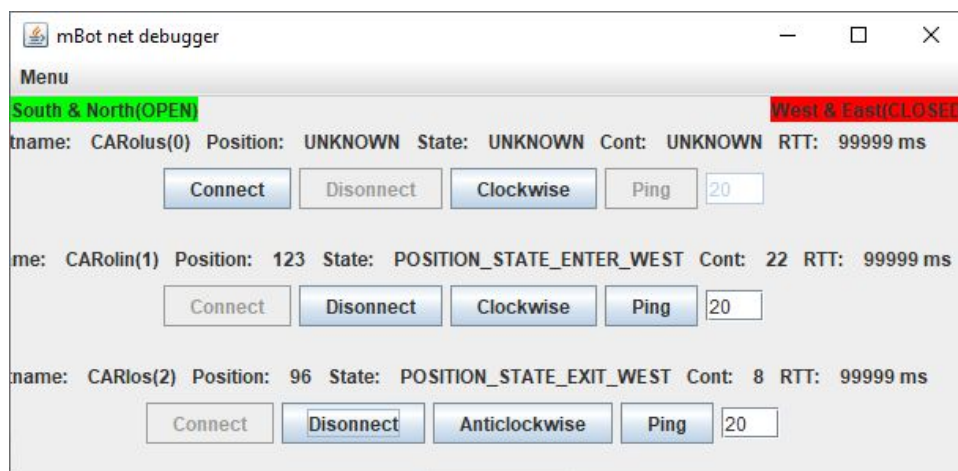 mBot net debugger
Menu
South & North(OPEN) West & East(CLOSED
tname: CARolus(0) Position: UNKNOWN State: UNKNOWN Cont: UNKNOWN RTT: 99999 ms
Connect Disonnect Clockwise Ping 20
me: CARolin(1) Position: 123 State: POSITION_STATE_ENTER_WEST Cont: 22 RTT: 99999 ms
Connect Disonnect Clockwise Ping 20
tname: CARlos(2) Position: 96 State: POSITION_STATE_EXIT_WEST Cont: 8 RTT: 99999 ms
Connect Disonnect Anticlockwise Ping 20